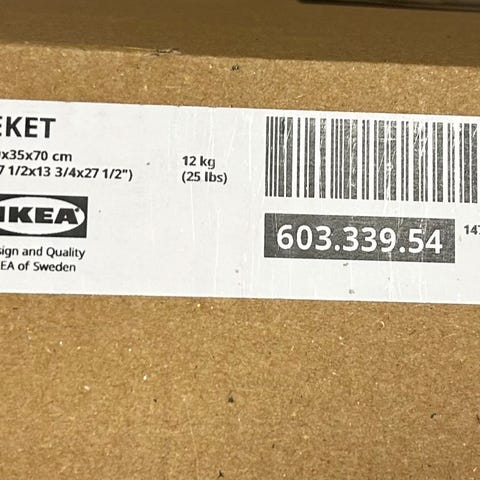 EKET
x35x70 cm
7 1/2x13 3/4x27 1/2")
12 kg
(25 lbs)
IKEA
sign and Quality
EA of Sweden
603.339.54
147